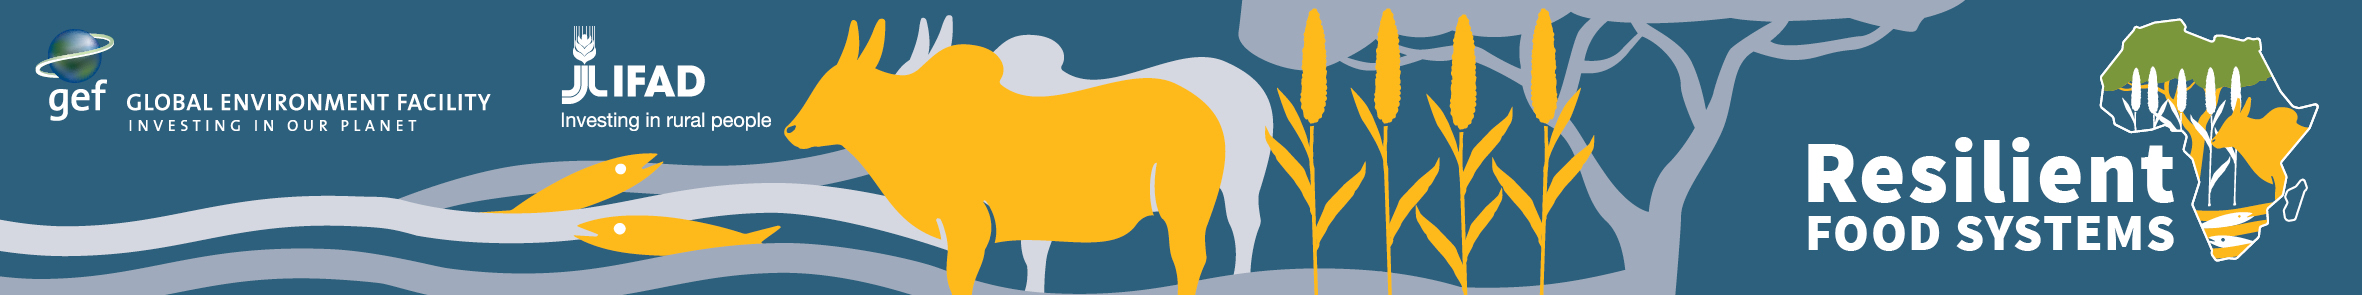 gef
GLOBAL ENVIRONMENT FACILITY
INVESTING IN OUR PLANET
IFAD
Investing in rural people
Resilient
FOOD SYSTEMS